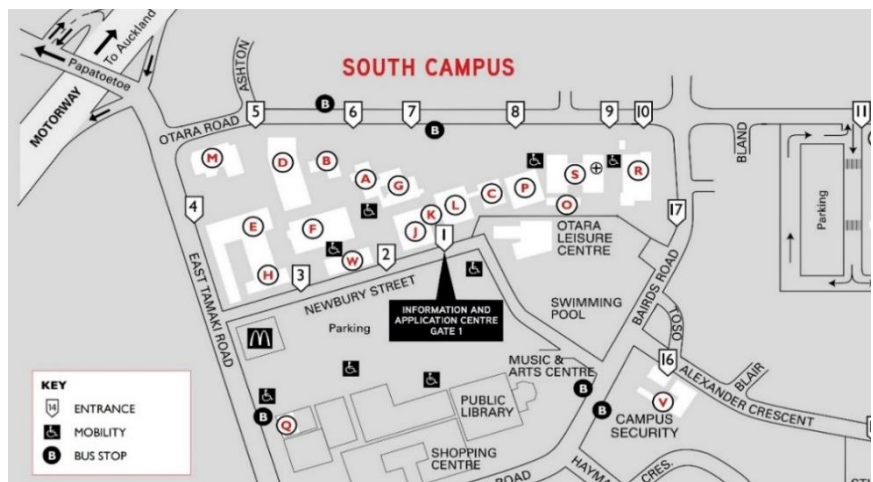 SOUTH CAMPUS
To Auckland
Papatoetoe
MOTORWAY
ASHTON
OTARA ROAD
5
B
6
7
B
8
9
10
11
BLAND
M
D
B
A
G
K
L
J
C
P
S
O
R
4
E
F
H
W
1
2
3
17
OTARA
LEISURE
CENTRE
Parking
EAST TAMAKI ROAD
NEWBURY STREET
INFORMATION AND
APPLICATION CENTRE
GATE 1
SWIMMING
POOL
BAIRDS ROAD
TOSO
Parking
MUSIC &
ARTS CENTRE
16
BLAIR
ALEXANDER CRESCENT
B
B
V
CAMPUS
SECURITY
PUBLIC
LIBRARY
B
Q
SHOPPING
CENTRE
ROAD
HAYMA
CRES.
KEY
14 ENTRANCE
MOBILITY
B BUS STOP